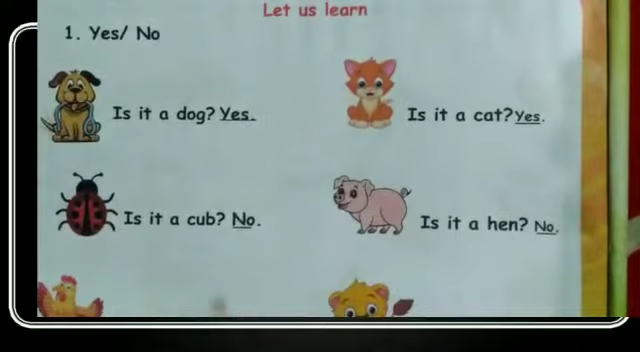 Let us learn
1. Yes/ No
Is it a dog? Yes.
Is it a cat? Yes.
Is it a cub? No.
Is it a hen? No.